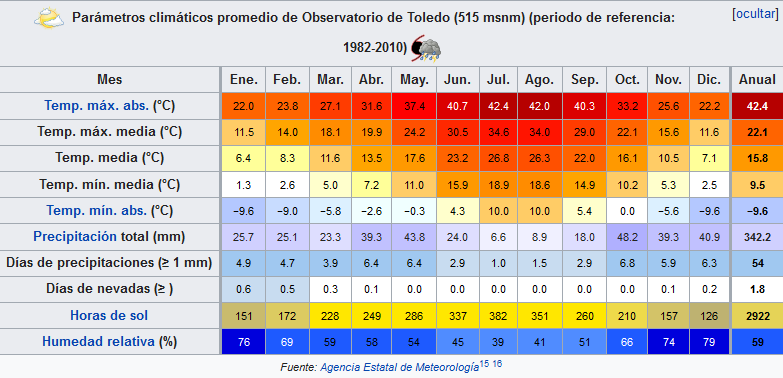 Parámetros climáticos promedio de Observatorio de Toledo (515 msnm) (periodo de referencia: [ocultar]
1982-2010)
Mes Ene. Feb. Mar. Abr. May. Jun. Jul. Ago. Sep. Oct. Nov. Dic. Anual
Temp. máx. abs. (°C) 22.0 23.8 27.1 31.6 37.4 40.7 42.4 42.0 40.3 33.2 25.6 22.2 42.4
Temp. máx. media (°C) 11.5 14.0 18.1 19.9 24.2 30.5 34.6 34.0 29.0 22.1 15.6 11.6 22.1
Temp. media (°C) 6.4 8.3 11.6 13.5 17.6 23.2 26.8 26.3 22.0 16.1 10.5 7.1 15.8
Temp. mín. media (°C) 1.3 2.6 5.0 7.2 11.0 15.9 18.9 18.6 14.9 10.2 5.3 2.5 9.5
Temp. mín. abs. (°C) −9.6 −9.0 −5.8 −2.6 −0.3 4.3 10.0 10.0 5.4 0.0 −5.6 −9.6 −9.6
Precipitación total (mm) 25.7 25.1 23.3 39.3 43.8 24.0 6.6 8.9 18.0 48.2 39.3 40.9 342.2
Días de precipitaciones (≥ 1 mm) 4.9 4.7 3.9 6.4 6.4 2.9 1.0 1.5 2.9 6.8 5.9 6.3 54
Días de nevadas (≥ ) 0.6 0.5 0.3 0.1 0.0 0.0 0.0 0.0 0.0 0.0 0.1 0.2 1.8
Horas de sol 151 172 228 249 286 337 382 351 260 210 157 126 2922
Humedad relativa (%) 76 69 59 58 54 45 39 41 51 66 74 79 59
Fuente: Agencia Estatal de Meteorología15 16